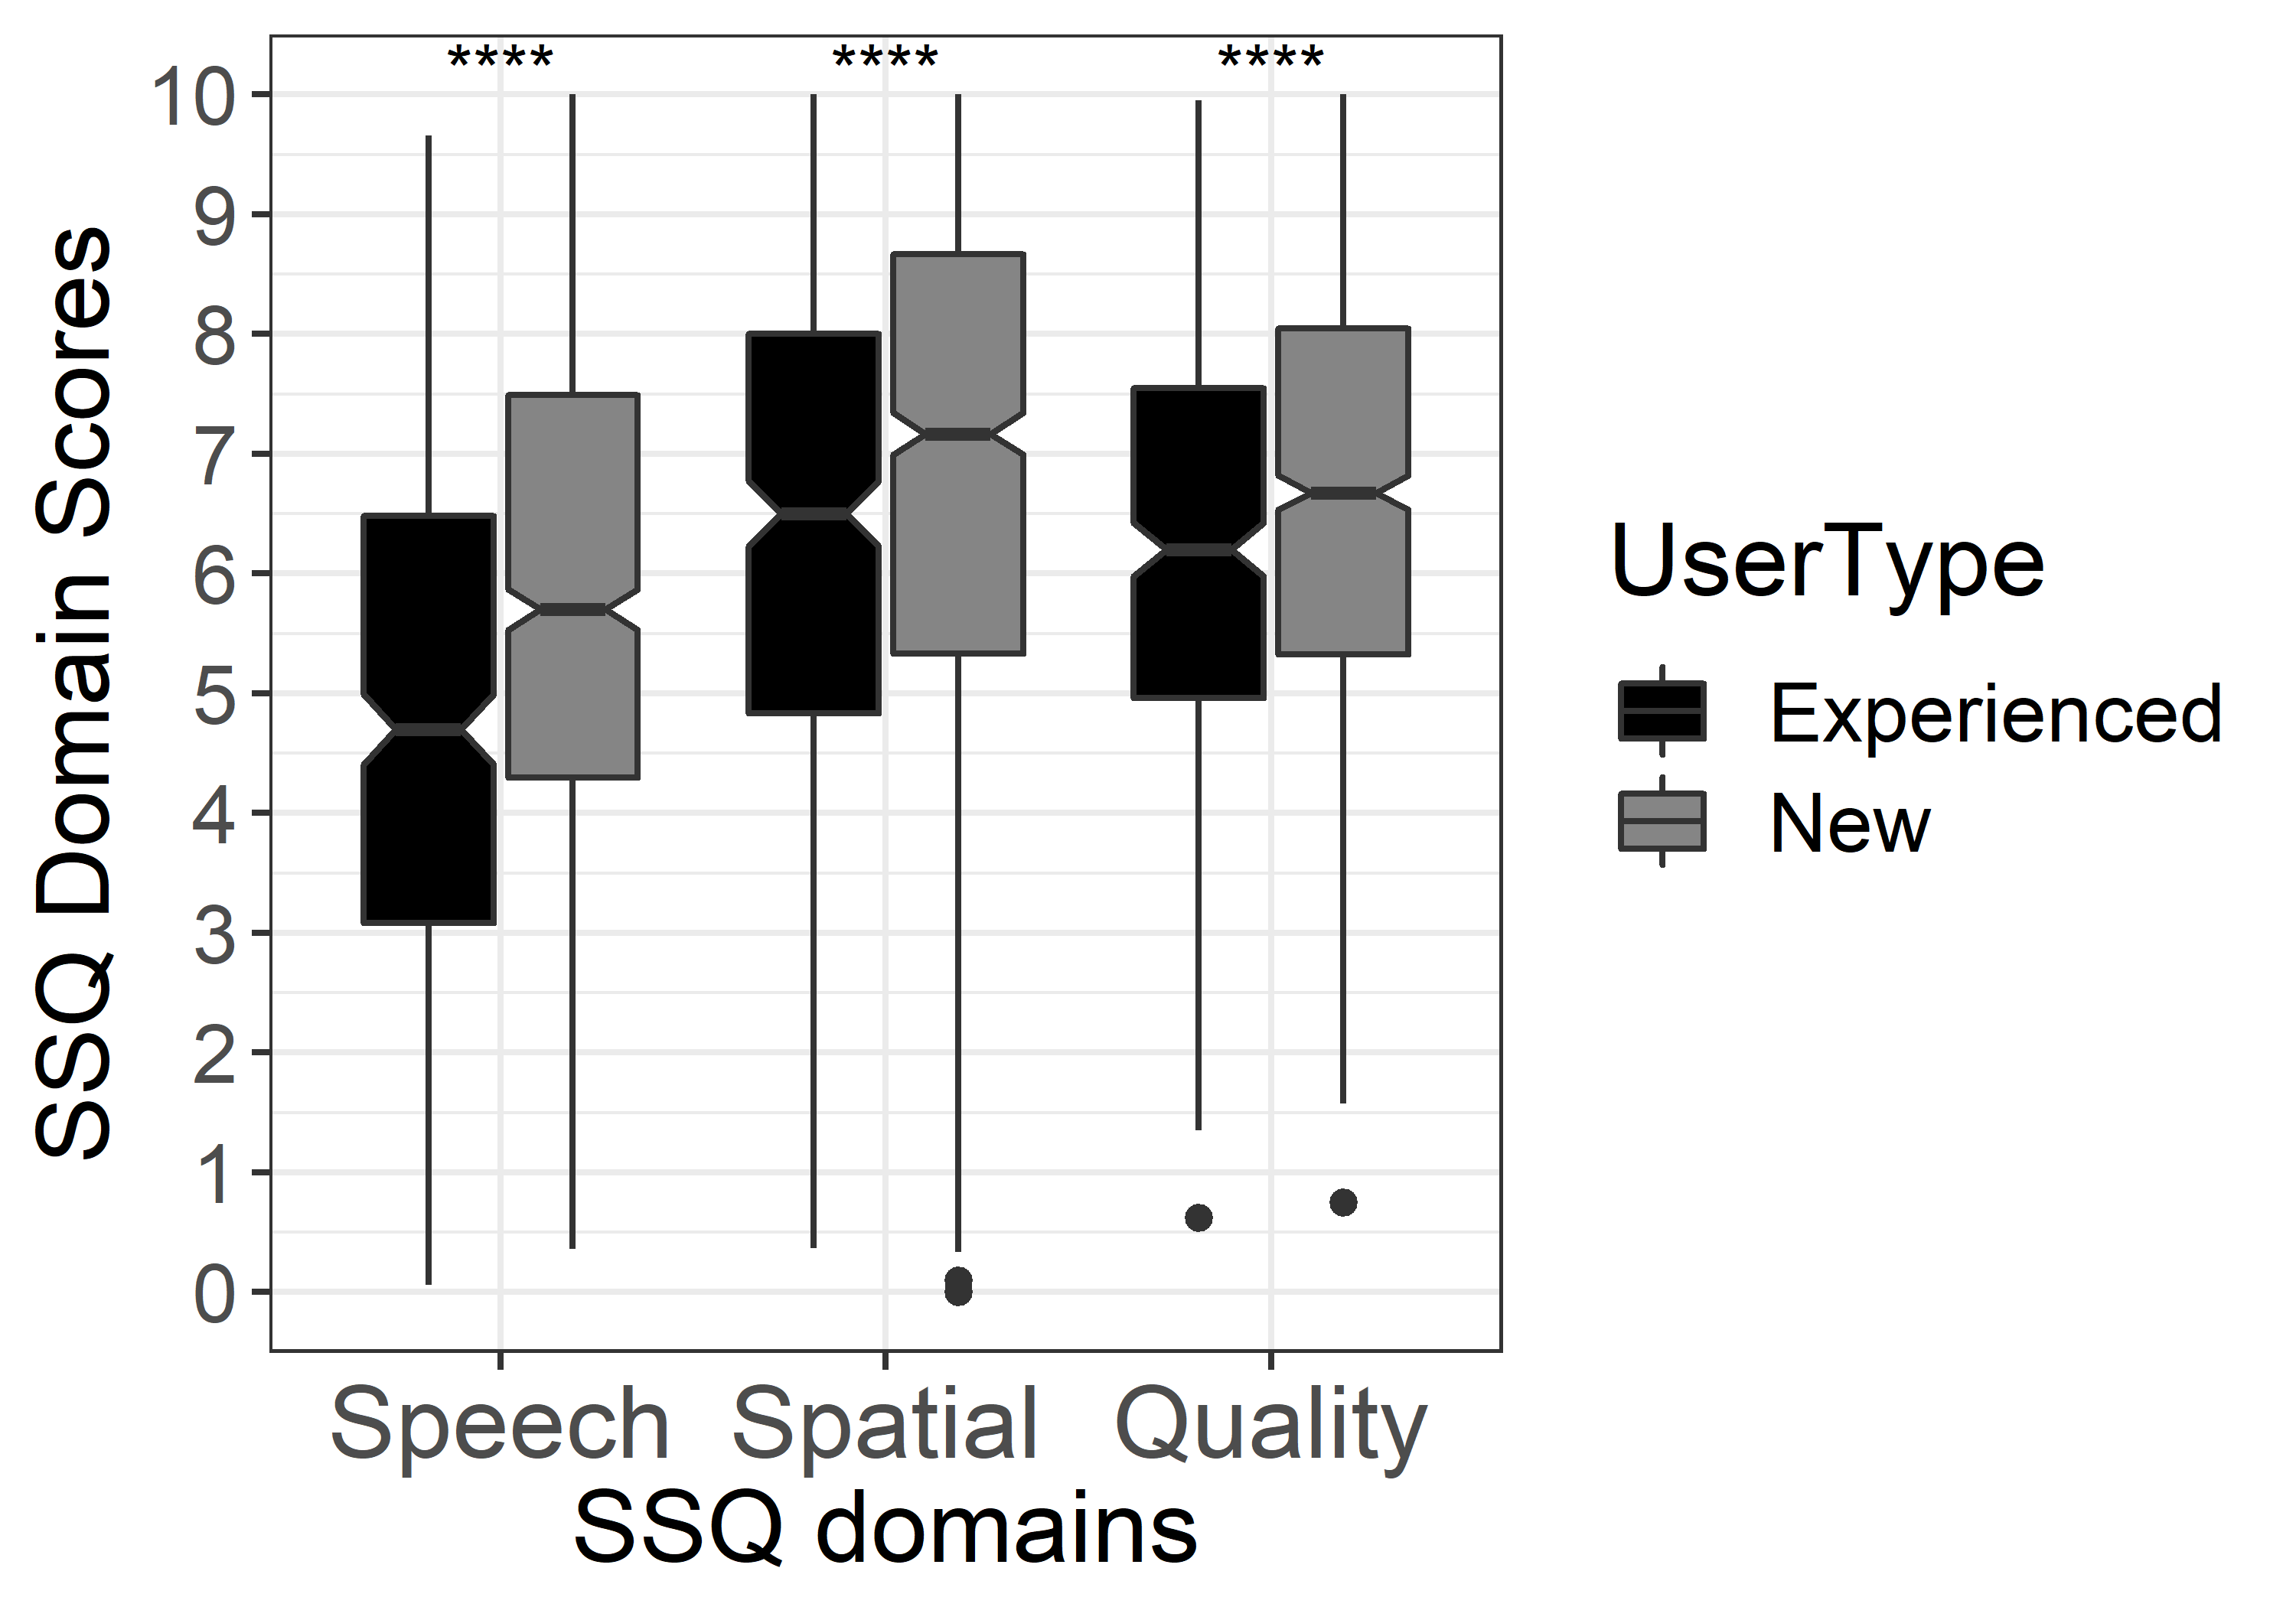 **** **** ****
SSQ Domain Scores
10
9
8
7
6
5
4
3
2
1
0
Speech Spatial Quality
SSQ domains
UserType
Experienced
New